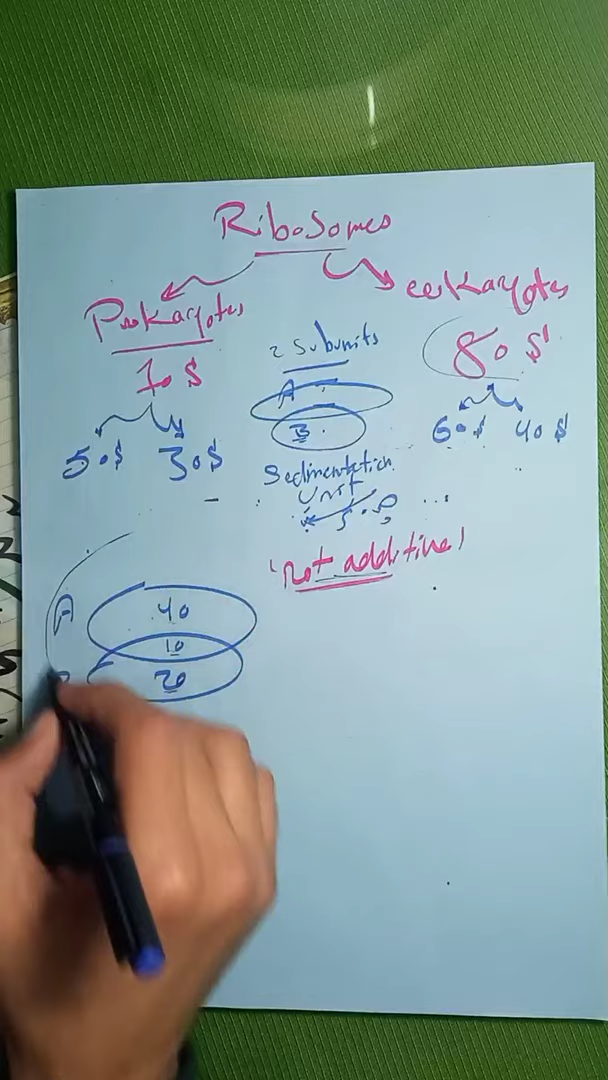 Ribosomes
Prokaryotes
eukaryotes
2 subunits
70 S
80 S
A
B
50 S 30 S
60 S 40 S
Sedimentation
Unit
"not additive"
A 40
10
20